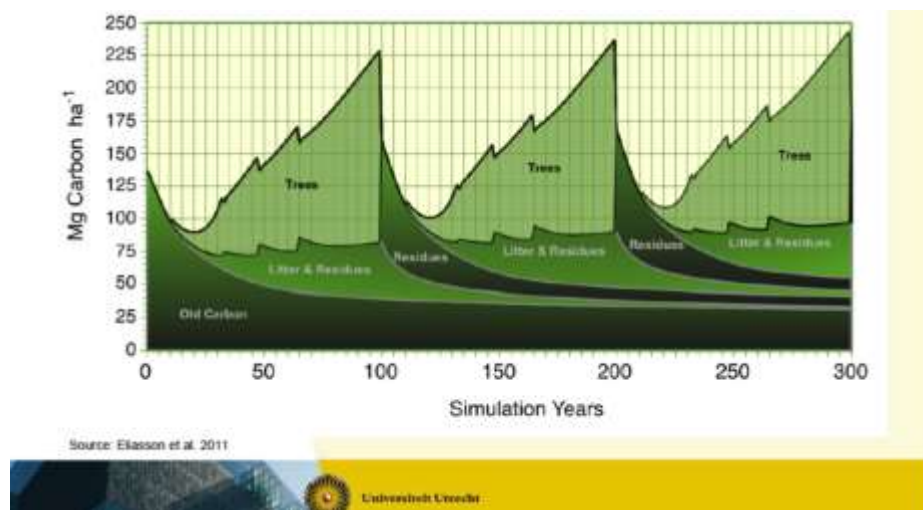 250
225
200
175
150
125
100
75
50
25
0
Mg Carbon ha-1
Trees
Trees
Trees
Litter & Residues
Residues
Litter & Residues
Residues
Litter & Residues
Old Carbon
0 50 100 150 200 250 300
Simulation Years
Source: Eliasson et al. 2011
Universiteit Utrecht